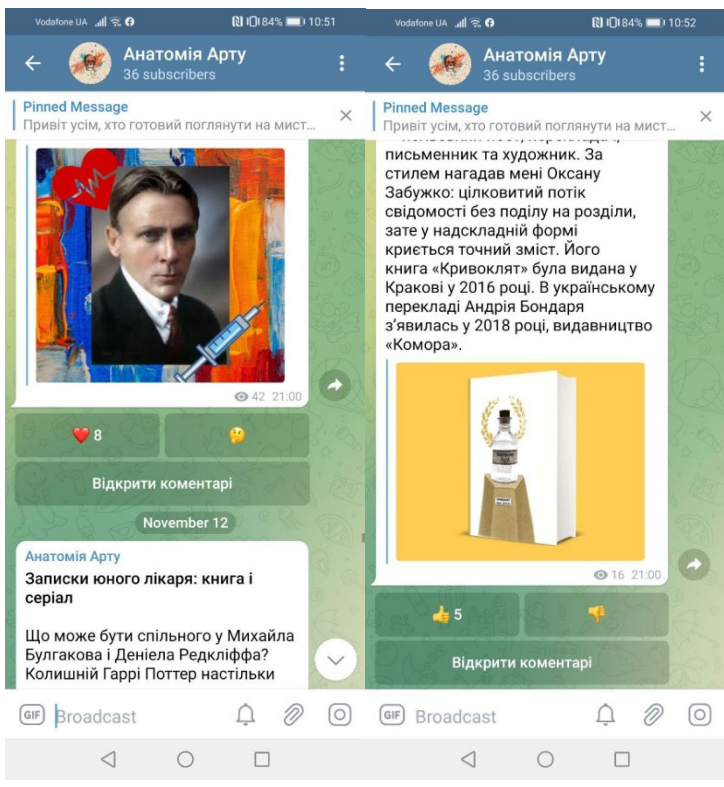 Vodafone UA 84% 10:51
Анатомія Арту
36 subscribers
Pinned Message
Привіт усім, хто готовий поглянути на мист...
42 21:00
8
Відкрити коментарі
November 12
Анатомія Арту
Записки юного лікаря: книга і
серіал
Що може бути спільного у Михайла
Булгакова і Деніела Редкліффа?
Колишній Гаррі Поттер настільки
GIF Broadcast
Vodafone UA 84% 10:52
Анатомія Арту
36 subscribers
Pinned Message
Привіт усім, хто готовий поглянути на мист...
письменник та художник. За
стилем нагадав мені Оксану
Забужко: цілковитий потік
свідомості без поділу на розділи,
зате у надскладній формі
криється точний зміст. Його
книга «Кривоклят» була видана у
Кракові у 2016 році. В українському
перекладі Андрія Бондаря
з’явилась у 2018 році, видавництво
«Комора».
16 21:00
5
Відкрити коментарі
GIF Broadcast